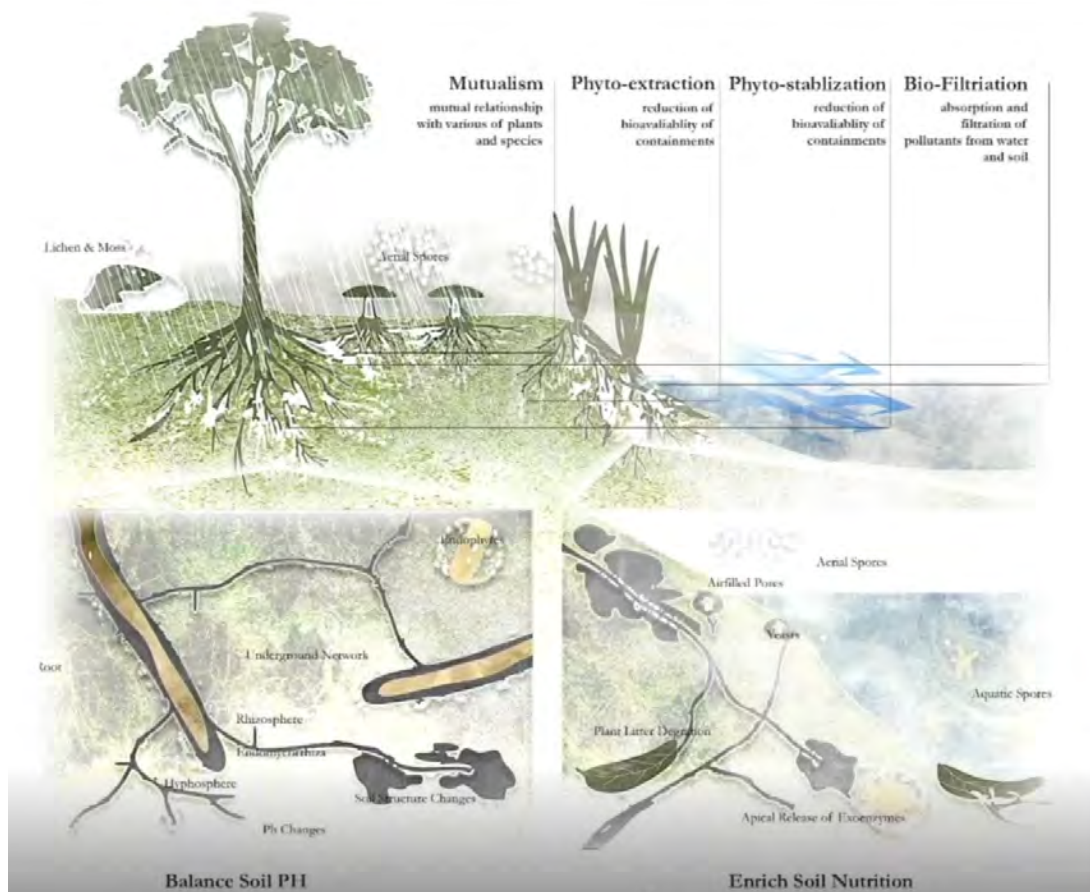 Mutualism
mutual relationship
with various of plants
and species
Phyto-extraction
reduction of
bioavaliablity of
containments
Phyto-stablization
reduction of
bioavaliablity of
containments
Bio-Filtriation
absorption and
filtration of
pollutants from water
and soil
Lichen & Moss
Aerial Spores
Endophytes
Root
Underground Network
Rhizosphere
Hyphosphere
Soil Structure Changes
Ph Changes
Balance Soil PH
Aerial Spores
Airfilled Pores
Yeasts
Aquatic Spores
Plant Litter Degration
Apical Release of Exoenzymes
Enrich Soil Nutrition